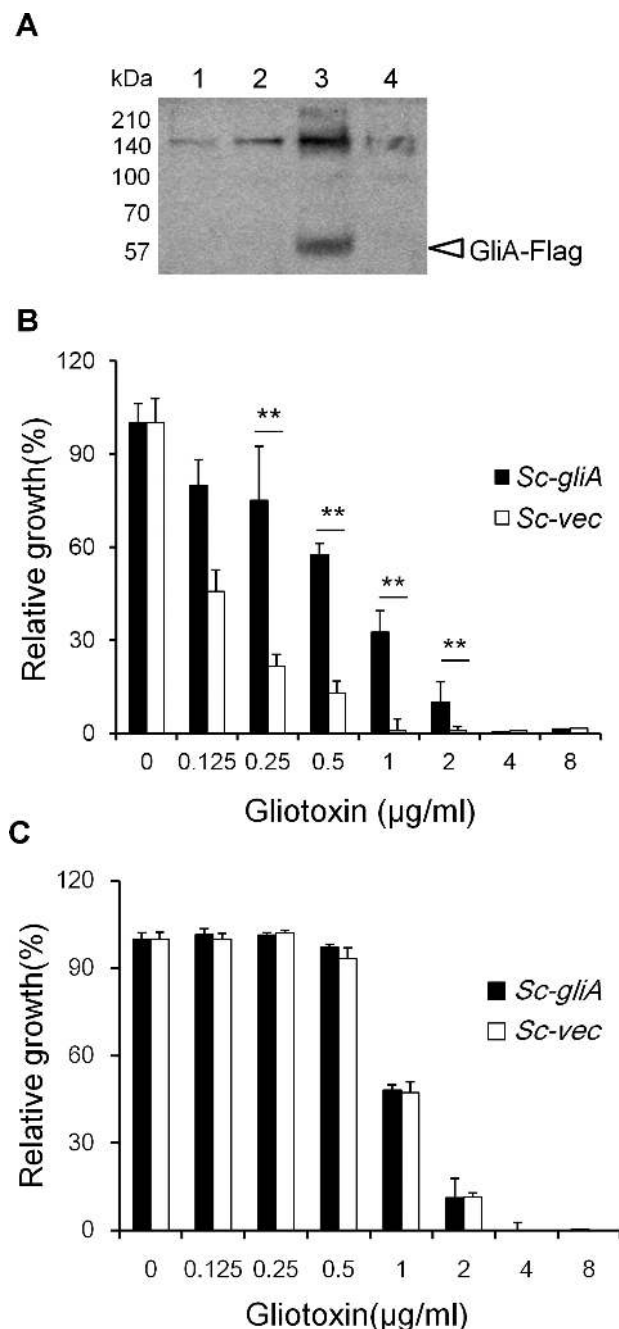 A
kDa 1 2 3 4
210
140
100
70
57
GliA-Flag
B
120
90
60
30
0
Relative growth(%)
**
**
**
**
Sc-gliA
Sc-vec
0 0.125 0.25 0.5 1 2 4 8
Gliotoxin (µg/ml)
C
120
90
60
30
0
Relative growth(%)
Sc-gliA
Sc-vec
0 0.125 0.25 0.5 1 2 4 8
Gliotoxin(µg/ml)